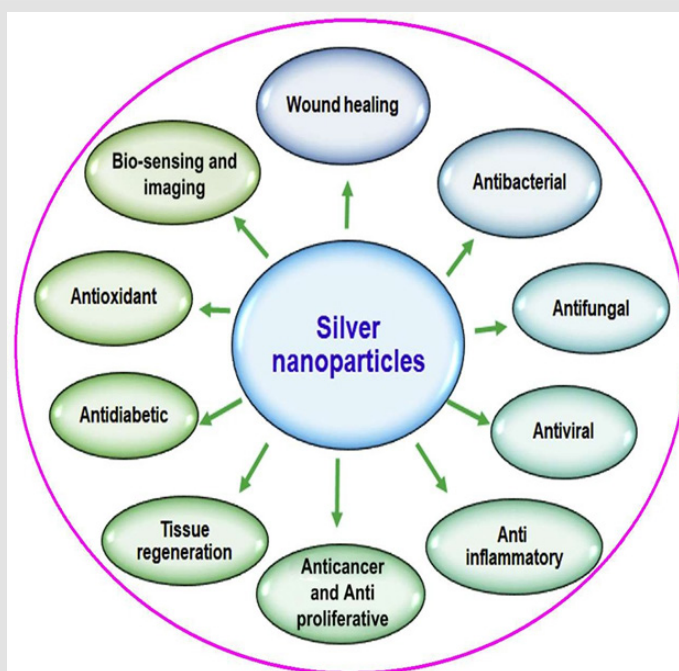 Wound healing
Bio-sensing and
imaging
Antibacterial
Antioxidant
Silver
nanoparticles
Antifungal
Antidiabetic
Antiviral
Tissue
regeneration
Anticancer
and Anti
proliferative
Anti
inflammatory